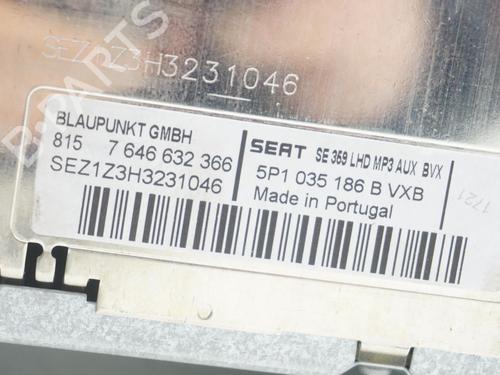 SEZ1Z3H3231046
BLAUPUNKT GMBH
815 7 646 632 366
SEZ1Z3H3231046
SEAT SE 359 LHD MP3 AUX BVX
5P1 035 186 B VXB
Made in Portugal
1721